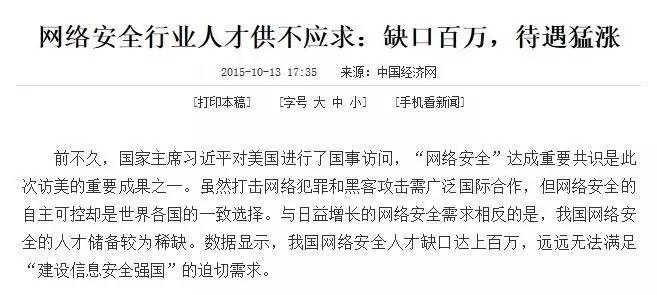 网络安全行业人才供不应求：缺口百万，待遇猛涨
2015-10-13 17:35 来源：中国经济网
[打印本稿] [字号 大 中 小] [手机看新闻]
前不久，国家主席习近平对美国进行了国事访问，“网络安全”达成重要共识是此
次访美的重要成果之一。虽然打击网络犯罪和黑客攻击需广泛国际合作，但网络安全的
自主可控却是世界各国的一致选择。与日益增长的网络安全需求相反的是，我国网络安
全的人才储备较为稀缺。数据显示，我国网络安全人才缺口达上百万，远远无法满足
“建设信息安全强国”的迫切需求。